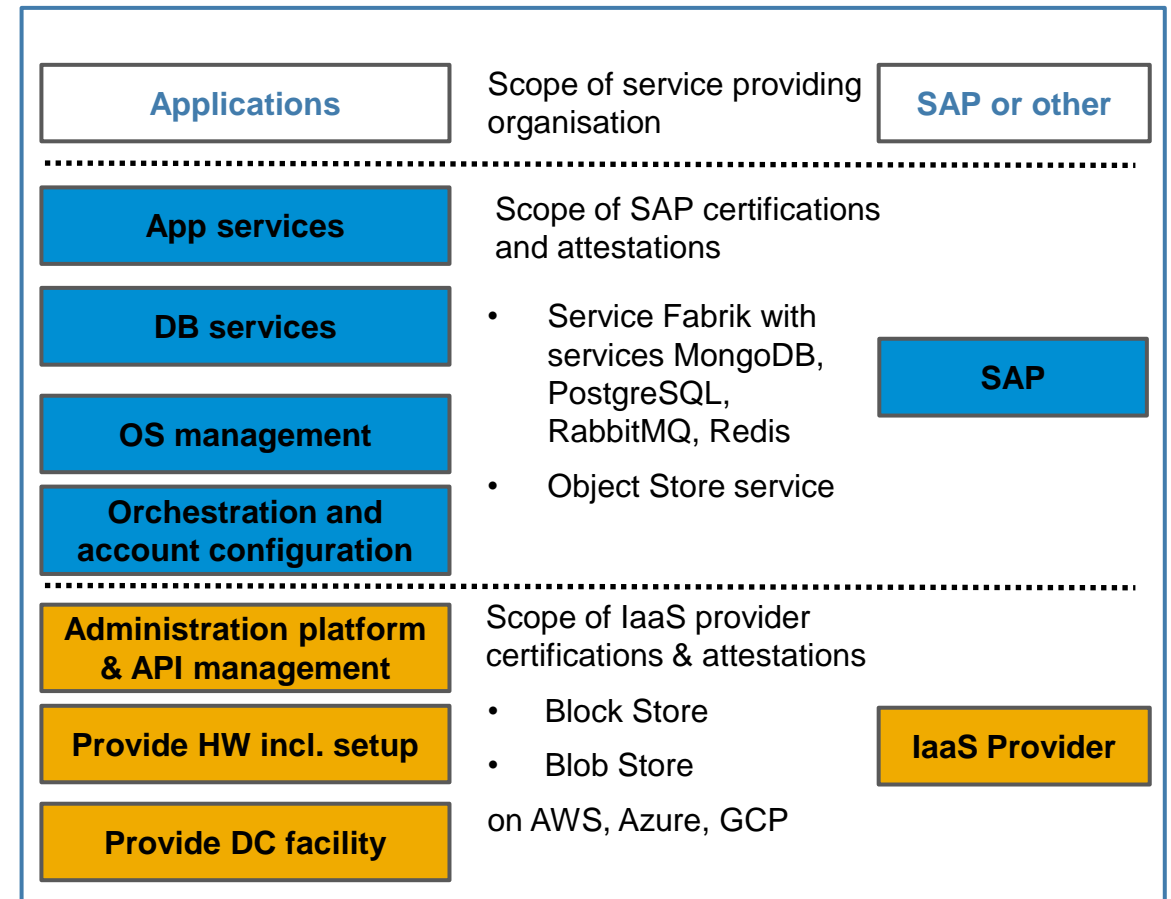 Applications
Scope of service providing
organisation
SAP or other
App services
Scope of SAP certifications
and attestations
DB services
• Service Fabrik with
services MongoDB,
PostgreSQL,
RabbitMQ, Redis
SAP
OS management
• Object Store service
Orchestration and
account configuration
Administration platform
& API management
Scope of IaaS provider
certifications & attestations
• Block Store
Provide HW incl. setup
• Blob Store
IaaS Provider
on AWS, Azure, GCP
Provide DC facility